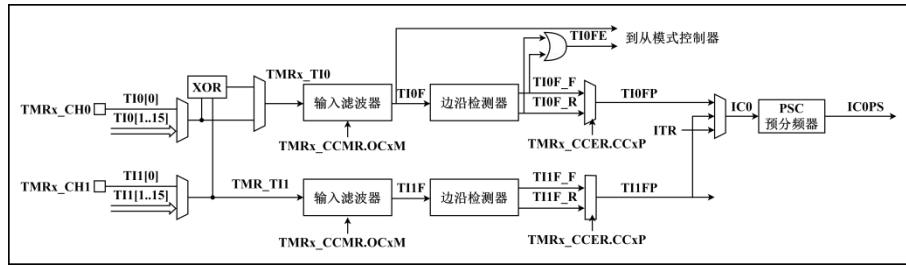 TMRx_CH0
TI0[0]
TI0[1..15]
XOR
TMRx_TI0
输入滤波器
TMRx_CCMR.OCxM
TI0F
边沿检测器
TI0FE
到从模式控制器
TI0F_F
TI0F_R
TMRx_CCER.CCxP
TI0FP
ITR
IC0
PSC
预分频器
IC0PS
TMRx_CH1
TI1[0]
TI1[1..15]
TMR_TI1
输入滤波器
TMRx_CCMR.OCxM
TI1F
边沿检测器
TI1F_F
TI1F_R
TMRx_CCER.CCxP
TI1FP